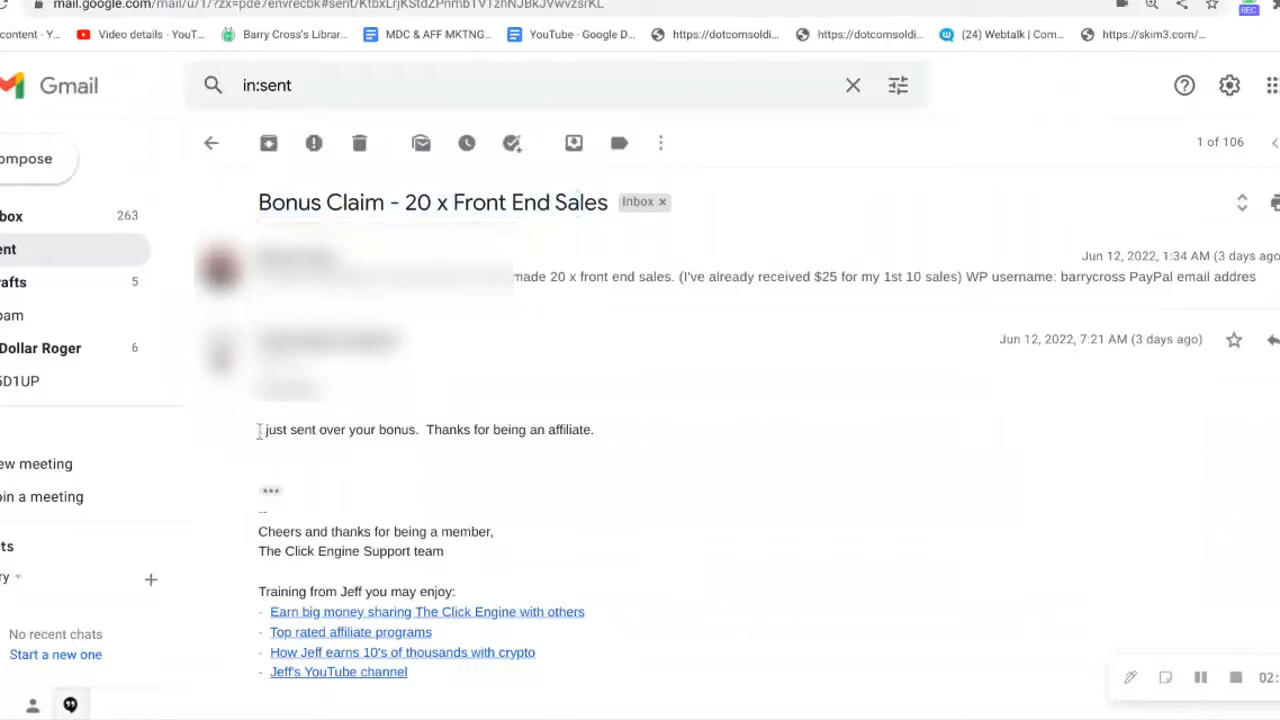 mail.google.com/mail/u/1/?zx=pde7envrecbk#sent/
REC
content - Y...
Video details - YouT...
Barry Cross's Librar...
MDC & AFF MKTNG...
YouTube - Google D...
https://dotcomsoldi...
https://dotcomsoldi...
(24) Webtalk | Com...
https://skim3.com/...
Gmail
in:sent
ompose
1 of 106
Bonus Claim - 20 x Front End Sales
Inbox x
box
263
ent
Jun 12, 2022, 1:34 AM (3 days ago
made 20 x front end sales. (I've already received $25 for my 1st 10 sales) WP username: barrycross PayPal email addres
rafts
5
pam
Jun 12, 2022, 7:21 AM (3 days ago)
Dollar Roger
6
5D1UP
just sent over your bonus. Thanks for being an affiliate.
ew meeting
oin a meeting
--
Cheers and thanks for being a member,
The Click Engine Support team
ts
ry
Training from Jeff you may enjoy:
- Earn big money sharing The Click Engine with others
- Top rated affiliate programs
- How Jeff earns 10's of thousands with crypto
- Jeff's YouTube channel
No recent chats
Start a new one
02: